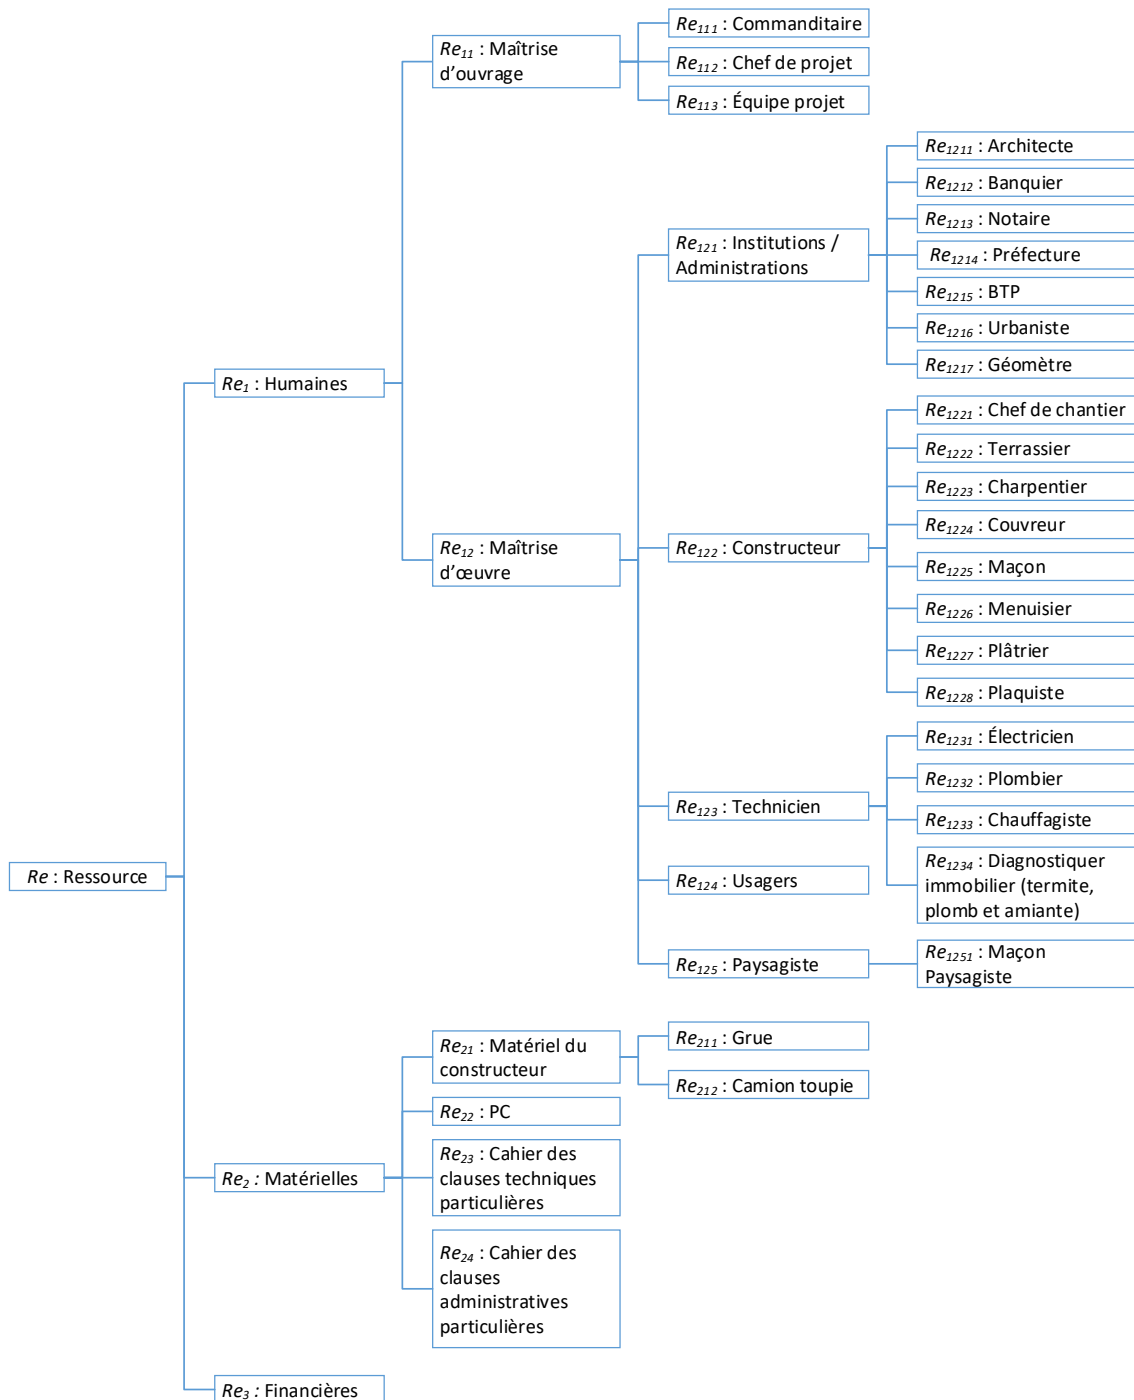 Re111 : Commanditaire
Re11 : Maîtrise
d'ouvrage
Re112 : Chef de projet
Re113 : Équipe projet
Re1211 : Architecte
Re1212 : Banquier
Re1213 : Notaire
Re121 : Institutions /
Administrations
Re1214 : Préfecture
Re1215 : BTP
Re1216 : Urbaniste
Re1217 : Géomètre
Re1 : Humaines
Re1221 : Chef de chantier
Re1222 : Terrassier
Re1223 : Charpentier
Re1224 : Couvreur
Re12 : Maîtrise
d'œuvre
Re122 : Constructeur
Re1225 : Maçon
Re1226 : Menuisier
Re1227 : Plâtrier
Re1228 : Plaquiste
Re1231 : Électricien
Re1232 : Plombier
Re123 : Technicien
Re1233 : Chauffagiste
Re1234 : Diagnostiquer
immobilier (termite,
plomb et amiante)
Re : Ressource
Re124 : Usagers
Re125 : Paysagiste
Re1251 : Maçon
Paysagiste
Re21 : Matériel du
constructeur
Re211 : Grue
Re212 : Camion toupie
Re22 : PC
Re2 : Matérielles
Re23 : Cahier des
clauses techniques
particulières
Re24 : Cahier des
clauses
administratives
particulières
Re3 : Financières